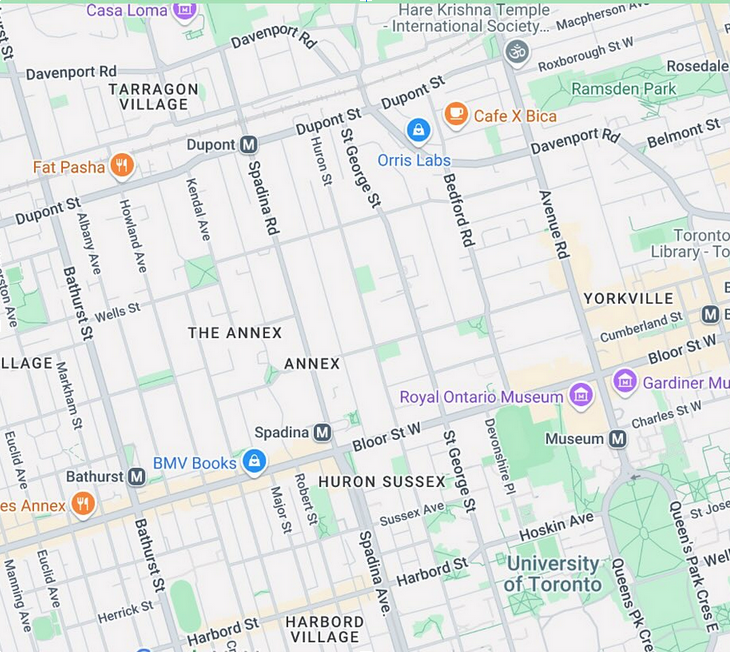 Casa Loma
Hare Krishna Temple
- International Society...
Macpherson Ave
Davenport Rd
Roxborough St W
Rosedale
Davenport Rd
TARRAGON
VILLAGE
Ramsden Park
Dupont St
Cafe X Bica
Dupont St
Dupont
Orris Labs
Davenport Rd
Belmont St
Fat Pasha
Huron St
St George St
Spadina Rd
Bedford Rd
Avenue Rd
Kendal Ave
Howland Ave
Albany Ave
Dupont St
Toronto
Library - To
Bathurst St
Wells St
YORKVILLE
Cumberland St
THE ANNEX
ANNEX
Bloor St W
LLAGE
Markham St
Royal Ontario Museum
Gardiner Mu
Charles St W
Spadina
Bloor St W
Museum
Euclid Ave
BMV Books
St George St
Devonshire Pl
Bathurst
HURON SUSSEX
es Annex
Major St
Robert St
Sussex Ave
St Jose
Hoskin Ave
Queen's Park Cres E
Bathurst St
Spadina Ave.
University
of Toronto
Harbord St
Euclid Ave
Manning Ave
Queens Pk Cre
Well
Herrick St
Harbord St
HARBORD
VILLAGE